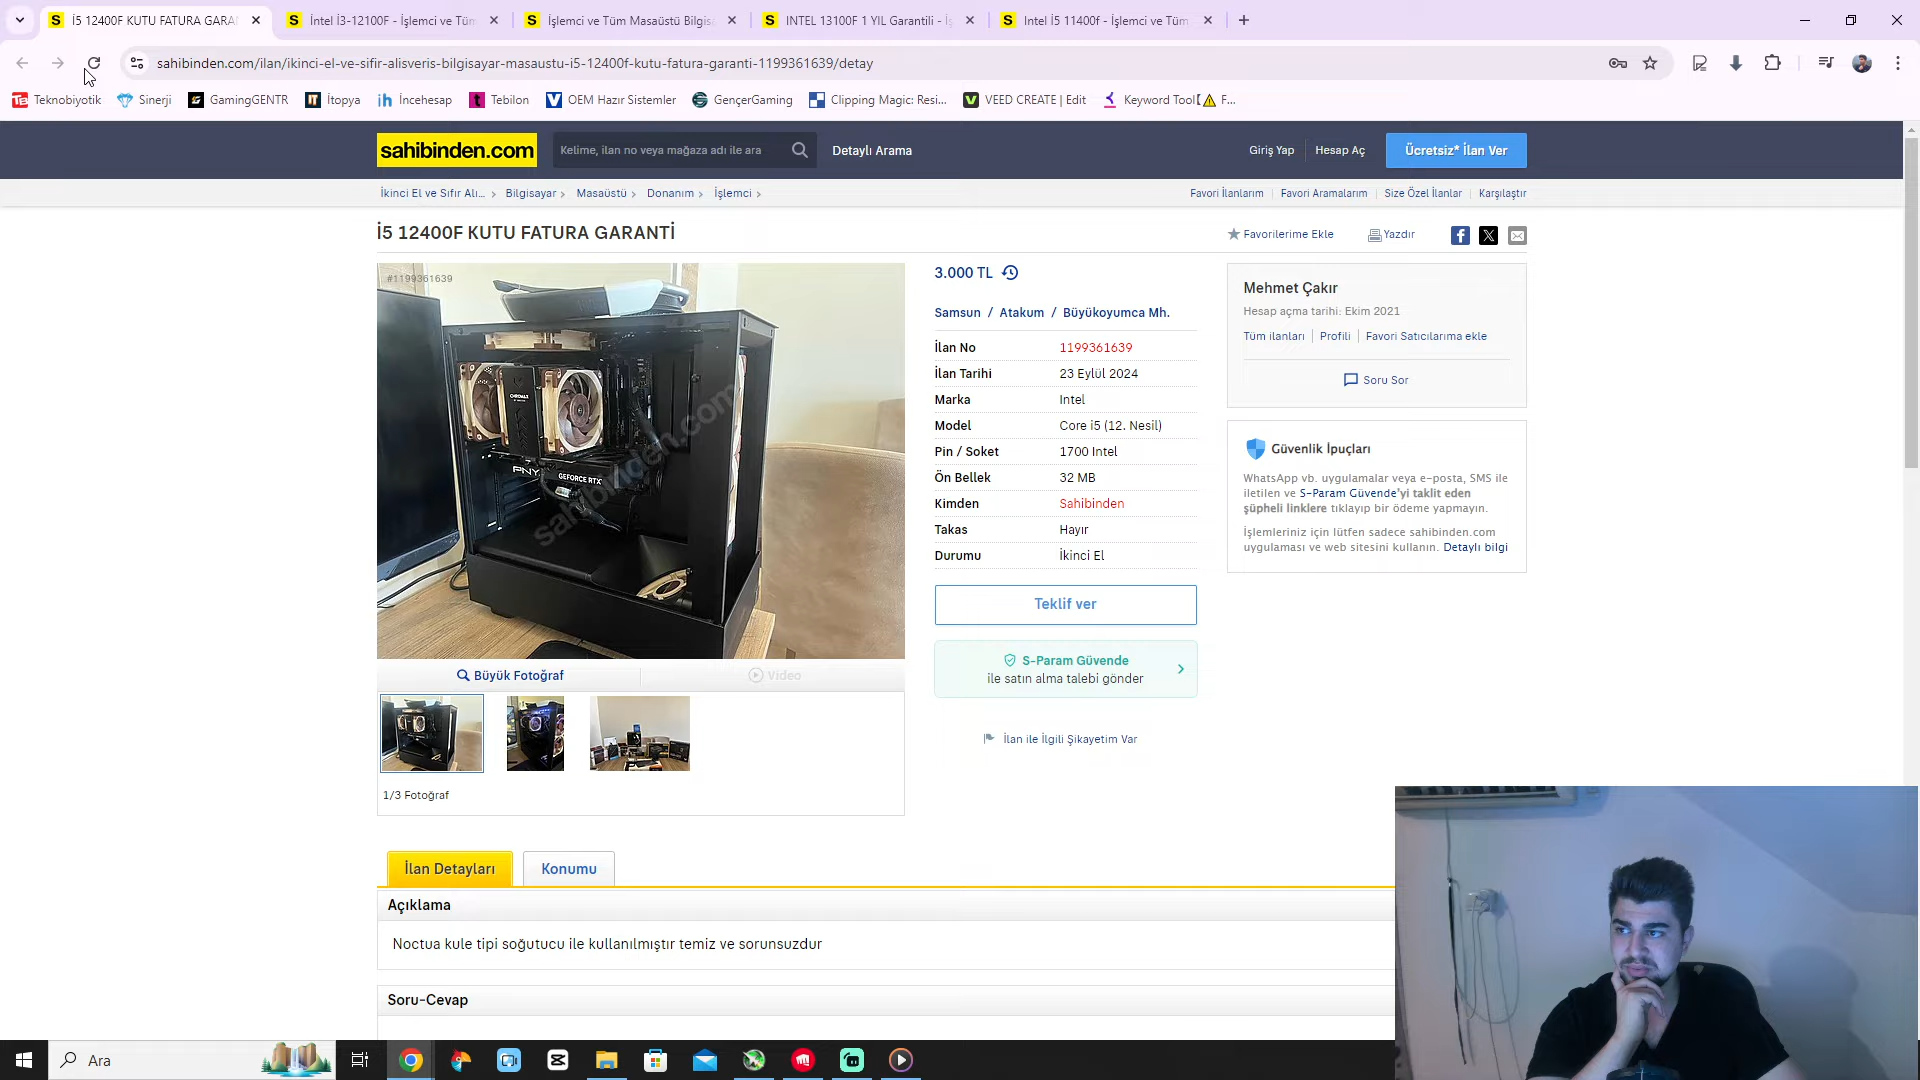 İ5 12400F KUTU FATURA GARA
İntel İ3-12100F - İşlemci ve Tüm
İşlemci ve Tüm Masaüstü Bilgis
INTEL 13100F 1 YIL Garantili - İ
Intel İ5 11400f - İşlemci ve Tüm
sahibinden.com/ilan/ikinci-el-ve-sifir-alisveris-bilgisayar-masaustu-i5-12400f-kutu-fatura-garanti-1199361639/detay
Teknobiyotik
Sinerji
GamingGENTR
İtopya
İncehesap
Tebilon
OEM Hazır Sistemler
GençerGaming
Clipping Magic: Resi...
VEED CREATE | Edit
Keyword Tool
F...
sahibinden.com
Kelime, ilan no veya mağaza adı ile ara
Detaylı Arama
Giriş Yap
Hesap Aç
Ücretsiz* İlan Ver
İkinci El ve Sıfır Alı... > Bilgisayar > Masaüstü > Donanım > İşlemci >
Favori İlanlarım
Favori Aramalarım
Size Özel İlanlar
Karşılaştır
İ5 12400F KUTU FATURA GARANTİ
Favorilerime Ekle
Yazdır
#1199361639
CHROMAX
PNY
GEFORCE RTX
sahibinden.com
Büyük Fotoğraf
Video
1/3 Fotoğraf
3.000 TL
Samsun / Atakum / Büyükoyumca Mh.
İlan No 1199361639
İlan Tarihi 23 Eylül 2024
Marka Intel
Model Core i5 (12. Nesil)
Pin / Soket 1700 Intel
Ön Bellek 32 MB
Kimden Sahibinden
Takas Hayır
Durumu İkinci El
Teklif ver
S-Param Güvende
ile satın alma talebi gönder
İlan ile İlgili Şikayetim Var
Mehmet Çakır
Hesap açma tarihi: Ekim 2021
Tüm ilanları
Profili
Favori Satıcılarıma ekle
Soru Sor
Güvenlik İpuçları
WhatsApp vb. uygulamalar veya e-posta, SMS ile
iletilen ve S-Param Güvende'yi taklit eden
şüpheli linklere tıklayıp bir ödeme yapmayın.
İşlemleriniz için lütfen sadece sahibinden.com
uygulaması ve web sitesini kullanın. Detaylı bilgi
İlan Detayları
Konumu
Açıklama
Noctua kule tipi soğutucu ile kullanılmıştır temiz ve sorunsuzdur
Soru-Cevap
Ara